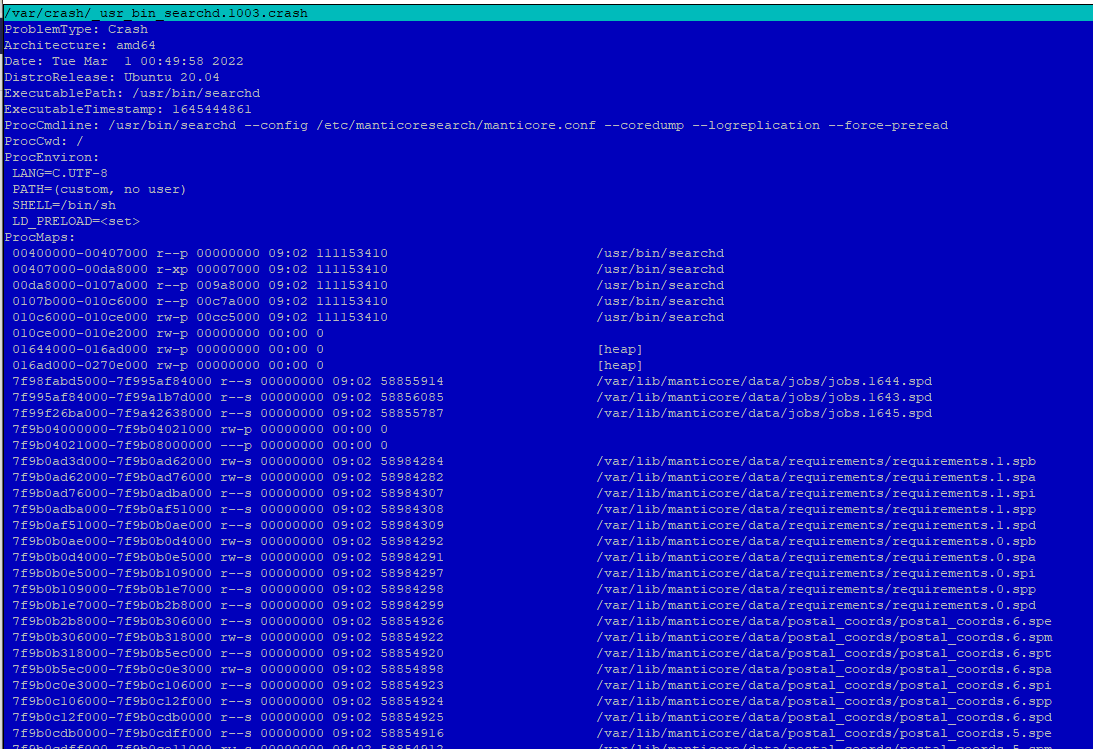 /var/crash/_usr_bin_searchd.1003.crash
ProblemType: Crash
Architecture: amd64
Date: Tue Mar  1 00:49:58 2022
DistroRelease: Ubuntu 20.04
ExecutablePath: /usr/bin/searchd
ExecutableTimestamp: 1645444861
ProcCmdline: /usr/bin/searchd --config /etc/manticoresearch/manticore.conf --coredump --logreplication --force-preread
ProcCwd: /
ProcEnviron:
 LANG=C.UTF-8
 PATH=(custom, no user)
 SHELL=/bin/sh
 LD_PRELOAD=<set>
ProcMaps:
 00400000-00407000 r--p 00000000 09:02 111153410                          /usr/bin/searchd
 00407000-00da8000 r-xp 00007000 09:02 111153410                          /usr/bin/searchd
 00da8000-0107a000 r--p 009a8000 09:02 111153410                          /usr/bin/searchd
 0107b000-010c6000 r--p 00c7a000 09:02 111153410                          /usr/bin/searchd
 010c6000-010ce000 rw-p 00cc5000 09:02 111153410                          /usr/bin/searchd
 010ce000-010e2000 rw-p 00000000 00:00 0
 01644000-016ad000 rw-p 00000000 00:00 0                                  [heap]
 016ad000-0270e000 rw-p 00000000 00:00 0                                  [heap]
 7f98fabd5000-7f995af84000 r--s 00000000 09:02 58855914                   /var/lib/manticore/data/jobs/jobs.1644.spd
 7f995af84000-7f99a1b7d000 r--s 00000000 09:02 58856085                   /var/lib/manticore/data/jobs/jobs.1643.spd
 7f99f26ba000-7f9a42638000 r--s 00000000 09:02 58855787                   /var/lib/manticore/data/jobs/jobs.1645.spd
 7f9b04000000-7f9b04021000 rw-p 00000000 00:00 0
 7f9b04021000-7f9b08000000 ---p 00000000 00:00 0
 7f9b0ad3d000-7f9b0ad62000 rw-s 00000000 09:02 58984284                   /var/lib/manticore/data/requirements/requirements.1.spb
 7f9b0ad62000-7f9b0ad76000 rw-s 00000000 09:02 58984282                   /var/lib/manticore/data/requirements/requirements.1.spa
 7f9b0ad76000-7f9b0adba000 r--s 00000000 09:02 58984307                   /var/lib/manticore/data/requirements/requirements.1.spi
 7f9b0adba000-7f9b0af51000 r--s 00000000 09:02 58984308                   /var/lib/manticore/data/requirements/requirements.1.spp
 7f9b0af51000-7f9b0b0ae000 r--s 00000000 09:02 58984309                   /var/lib/manticore/data/requirements/requirements.1.spd
 7f9b0b0ae000-7f9b0b0d4000 rw-s 00000000 09:02 58984292                   /var/lib/manticore/data/requirements/requirements.0.spb
 7f9b0b0d4000-7f9b0b0e5000 rw-s 00000000 09:02 58984291                   /var/lib/manticore/data/requirements/requirements.0.spa
 7f9b0b0e5000-7f9b0b109000 r--s 00000000 09:02 58984297                   /var/lib/manticore/data/requirements/requirements.0.spi
 7f9b0b109000-7f9b0b1e7000 r--s 00000000 09:02 58984298                   /var/lib/manticore/data/requirements/requirements.0.spp
 7f9b0b1e7000-7f9b0b2b8000 r--s 00000000 09:02 58984299                   /var/lib/manticore/data/requirements/requirements.0.spd
 7f9b0b2b8000-7f9b0b306000 r--s 00000000 09:02 58854926                   /var/lib/manticore/data/postal_coords/postal_coords.6.spe
 7f9b0b306000-7f9b0b318000 rw-s 00000000 09:02 58854922                   /var/lib/manticore/data/postal_coords/postal_coords.6.spm
 7f9b0b318000-7f9b0b5ec000 r--s 00000000 09:02 58854920                   /var/lib/manticore/data/postal_coords/postal_coords.6.spt
 7f9b0b5ec000-7f9b0c0e3000 rw-s 00000000 09:02 58854898                   /var/lib/manticore/data/postal_coords/postal_coords.6.spa
 7f9b0c0e3000-7f9b0c106000 r--s 00000000 09:02 58854923                   /var/lib/manticore/data/postal_coords/postal_coords.6.spi
 7f9b0c106000-7f9b0c12f000 r--s 00000000 09:02 58854924                   /var/lib/manticore/data/postal_coords/postal_coords.6.spp
 7f9b0c12f000-7f9b0cdb0000 r--s 00000000 09:02 58854925                   /var/lib/manticore/data/postal_coords/postal_coords.6.spd
 7f9b0cdb0000-7f9b0cdff000 r--s 00000000 09:02 58854916                   /var/lib/manticore/data/postal_coords/postal_coords.5.spe